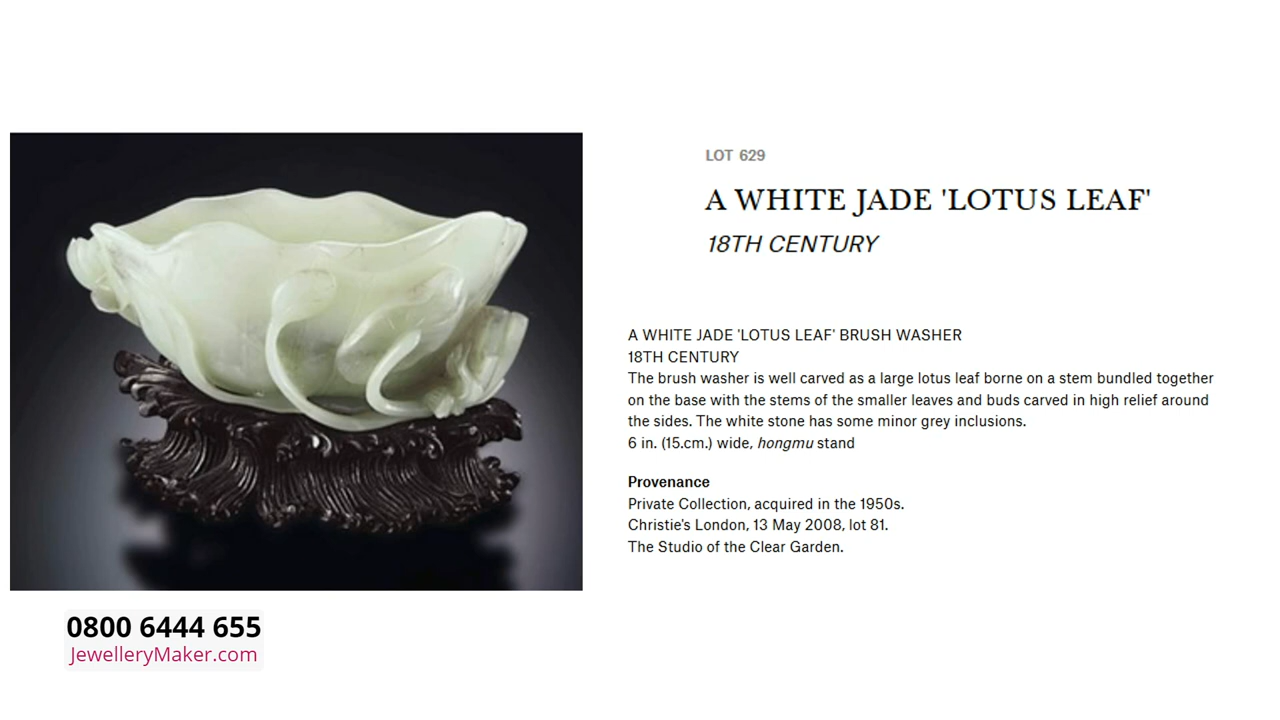 LOT 629
A WHITE JADE 'LOTUS LEAF'
18TH CENTURY
A WHITE JADE 'LOTUS LEAF' BRUSH WASHER
18TH CENTURY
The brush washer is well carved as a large lotus leaf borne on a stem bundled together
on the base with the stems of the smaller leaves and buds carved in high relief around
the sides. The white stone has some minor grey inclusions.
6 in. (15.cm.) wide, hongmu stand
Provenance
Private Collection, acquired in the 1950s.
Christie's London, 13 May 2008, lot 81.
The Studio of the Clear Garden.
0800 6444 655
JewelleryMaker.com